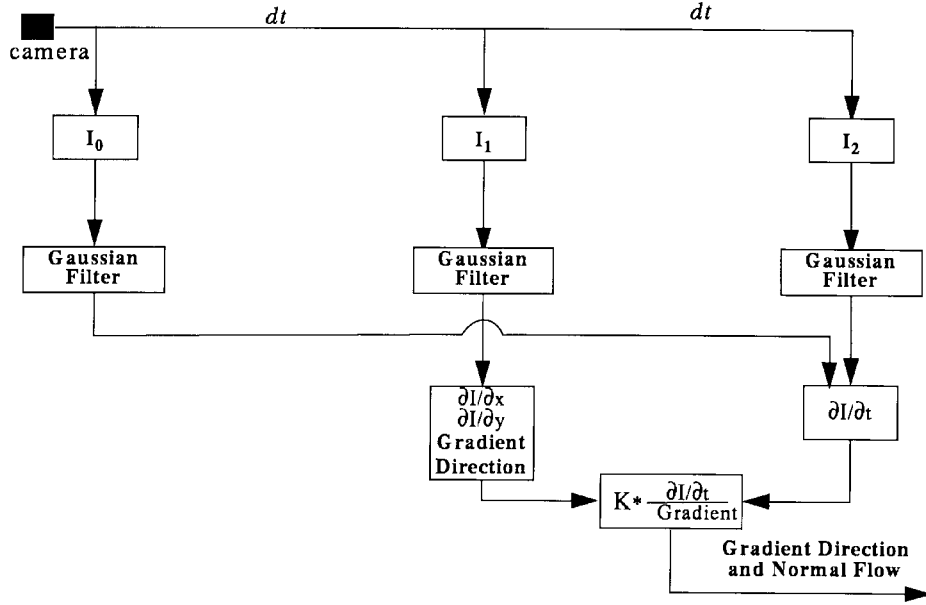 dt
dt
camera
I₀
I₁
I₂
Gaussian
Filter
Gaussian
Filter
Gaussian
Filter
∂I/∂x
∂I/∂y
Gradient
Direction
∂I/∂t
K* ∂I/∂t
Gradient
Gradient Direction
and Normal Flow